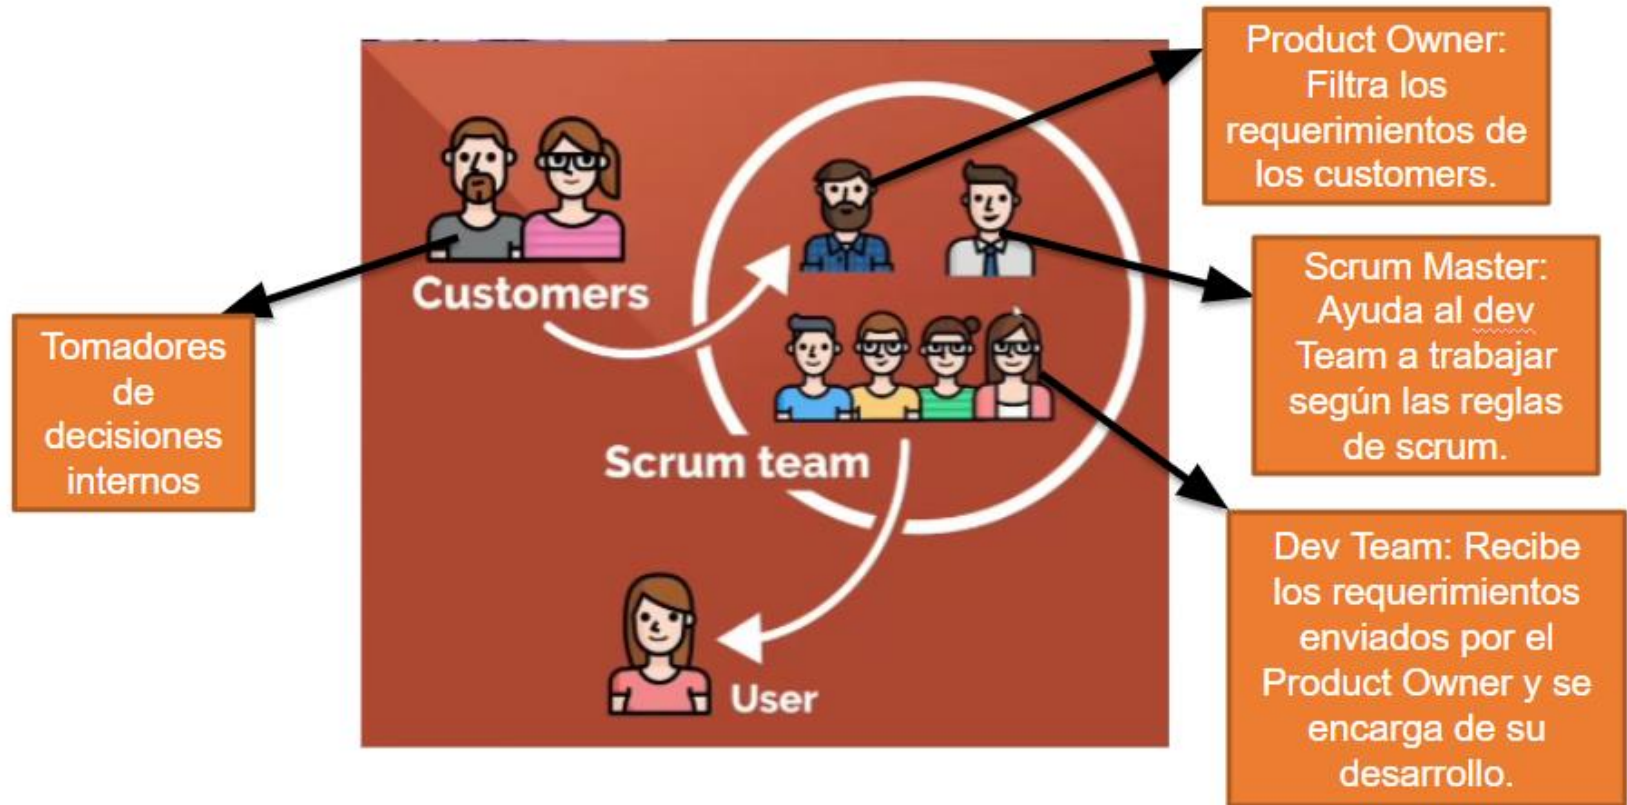 Product Owner:
Filtra los
requerimientos de
los customers.
Customers
Scrum Master:
Ayuda al dev
Team a trabajar
según las reglas
de scrum.
Tomadores
de
decisiones
internos
Scrum team
Dev Team: Recibe
los requerimientos
enviados por el
Product Owner y se
encarga de su
desarrollo.
User